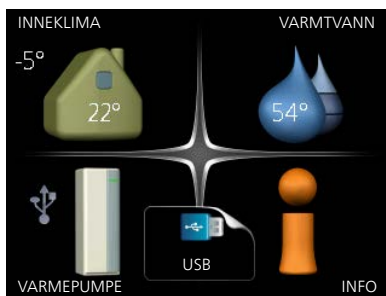 INNEKLIMA
VARMTVANN
-5°
22°
54°
USB
VARMEPUMPE
INFO